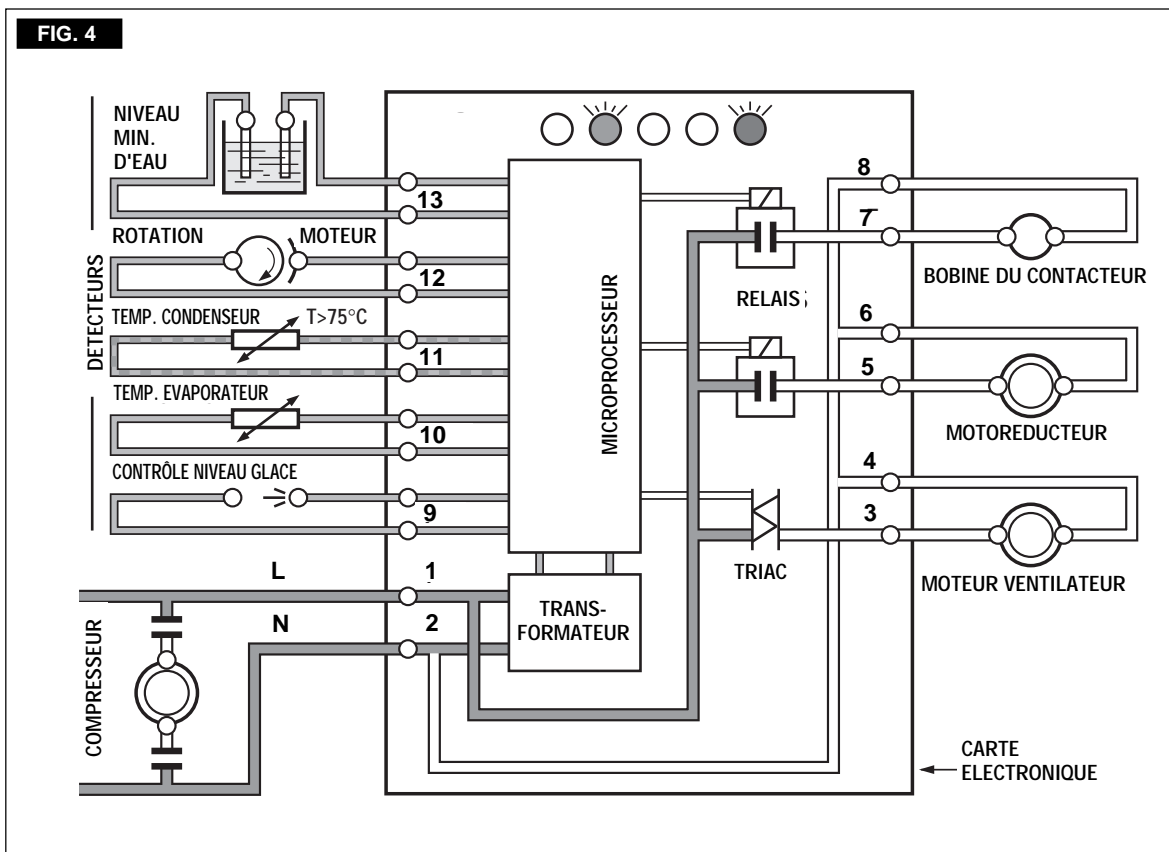 FIG. 4
NIVEAU
MIN.
D'EAU
13
ROTATION
MOTEUR
12
DETECTEURS
TEMP. CONDENSEUR
T>75°C
11
TEMP. EVAPORATEUR
10
CONTRÔLE NIVEAU GLACE
9
L
1
N
2
COMPRESSEUR
MICROPROCESSEUR
TRANS-
FORMATEUR
RELAIS
TRIAC
8
7
BOBINE DU CONTACTEUR
6
5
MOTOREDUCTEUR
4
3
MOTEUR VENTILATEUR
CARTE
ELECTRONIQUE